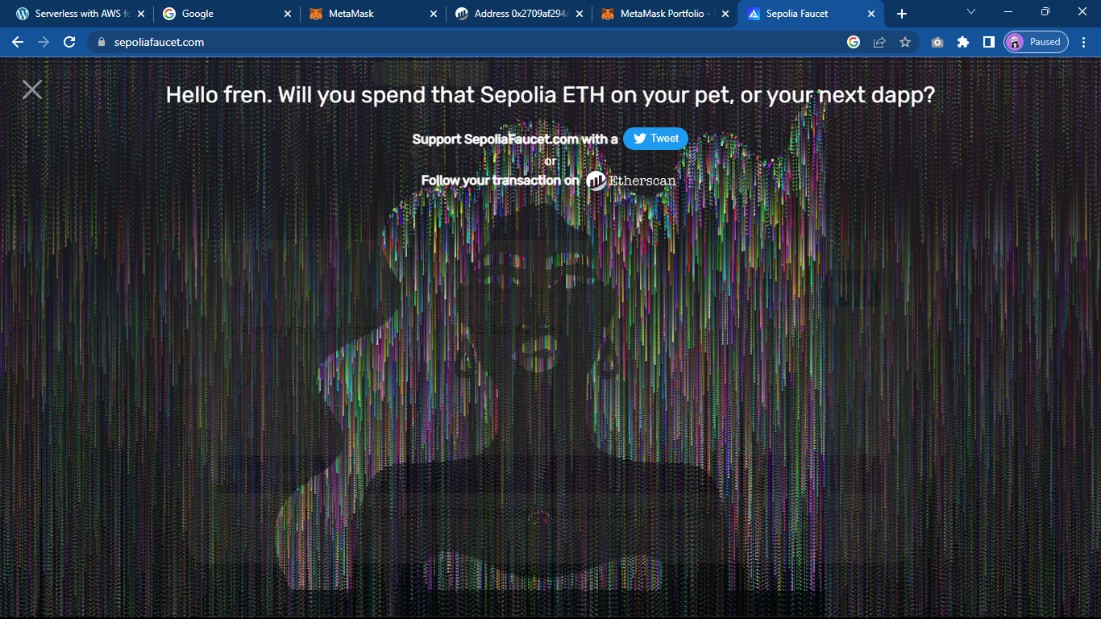 Serverless with AWS fo
Google
MetaMask
Address 0x2709af294
MetaMask Portfolio -
Sepolia Faucet
sepoliafaucet.com
Paused
Hello fren. Will you spend that Sepolia ETH on your pet, or your next dapp?
Support SepoliaFaucet.com with a Tweet
or
Follow your transaction on Etherscan